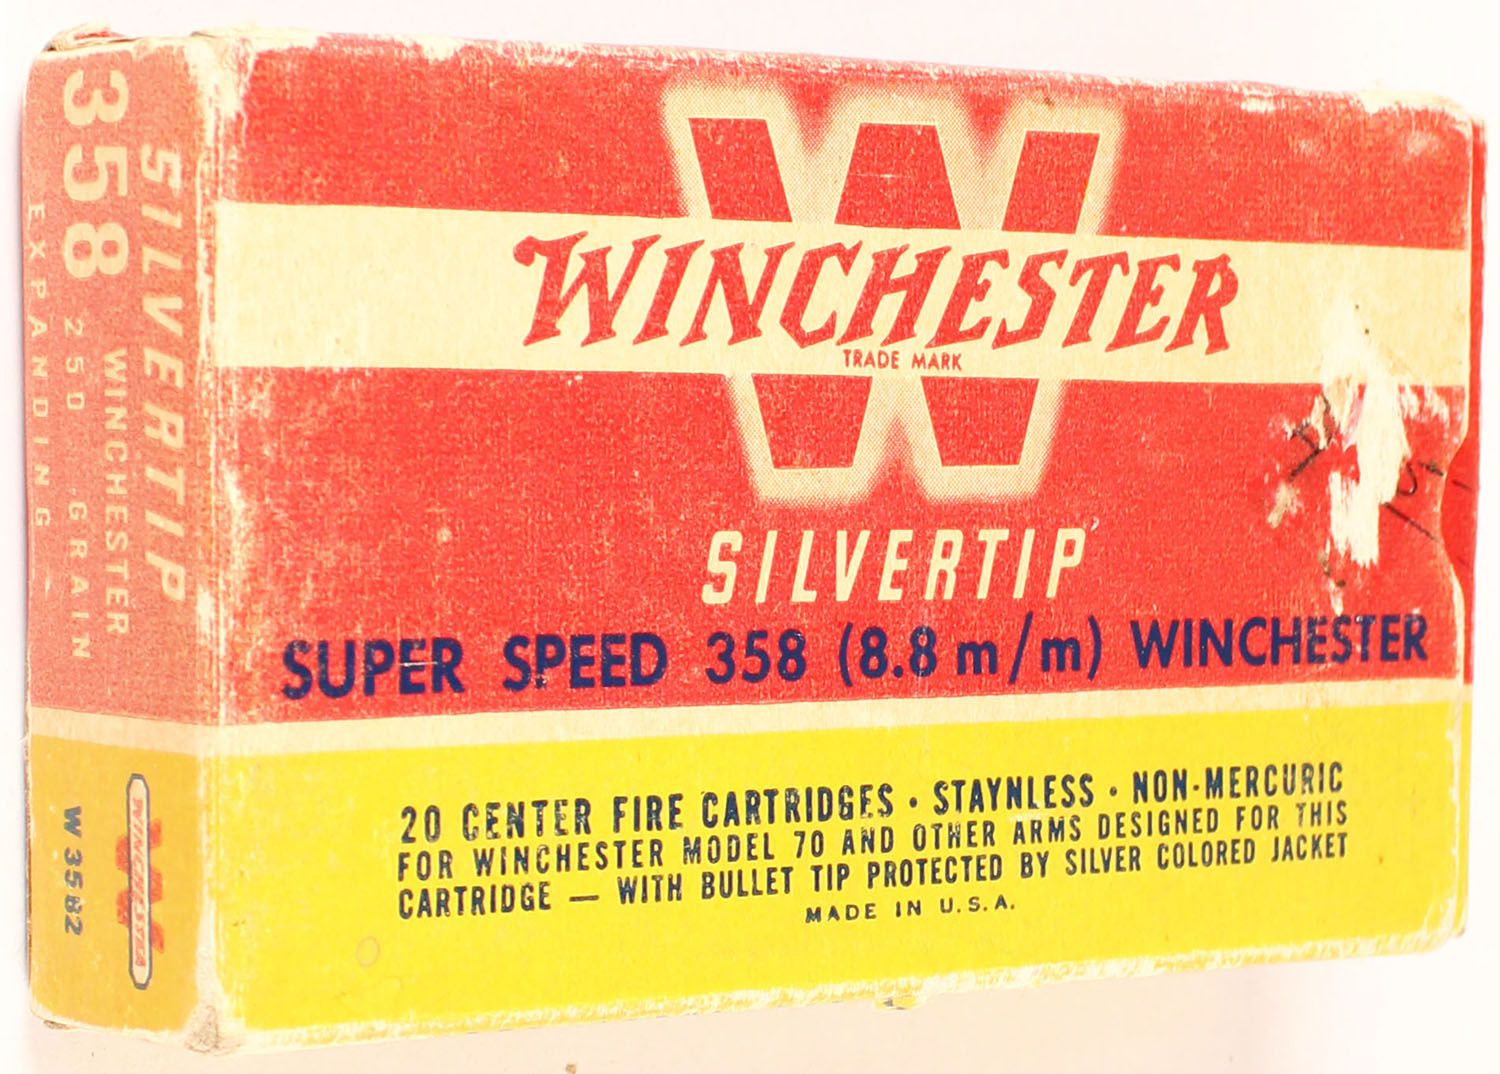 W
WINCHESTER
TRADE MARK
SILVERTIP
SUPER SPEED 358 (8.8 m/m) WINCHESTER
20 CENTER FIRE CARTRIDGES · STAYNLESS · NON-MERCURIC
FOR WINCHESTER MODEL 70 AND OTHER ARMS DESIGNED FOR THIS
CARTRIDGE — WITH BULLET TIP PROTECTED BY SILVER COLORED JACKET
MADE IN U.S.A.
SILVERTIP
358 WINCHESTER
250 GRAIN
EXPANDING
W
WINCHESTER
W 3582